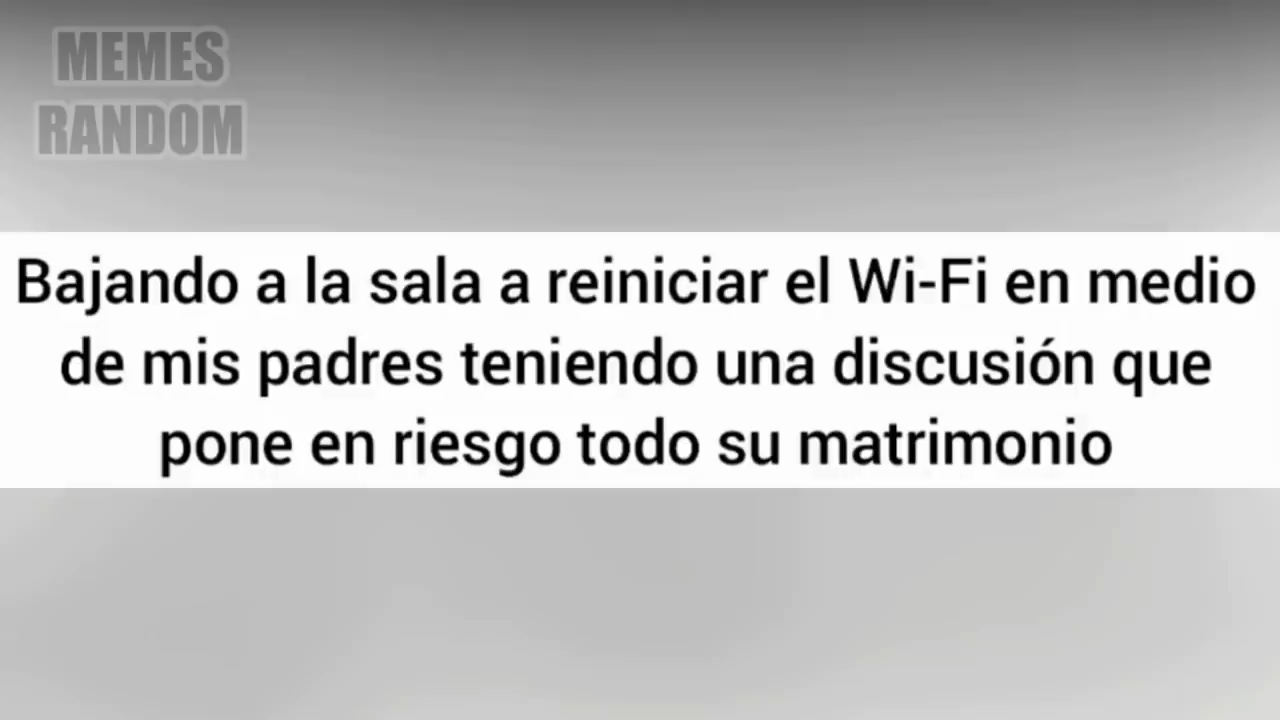 MEMES
RANDOM
Bajando a la sala a reiniciar el Wi-Fi en medio
de mis padres teniendo una discusión que
pone en riesgo todo su matrimonio